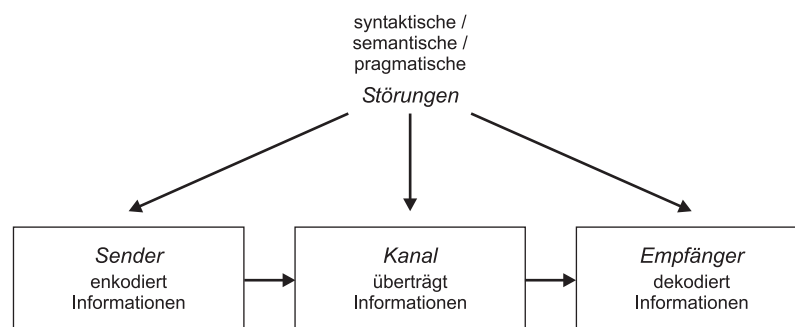 syntaktische /
semantische /
pragmatische
Störungen
Sender
enkodiert
Informationen
Kanal
überträgt
Informationen
Empfänger
dekodiert
Informationen